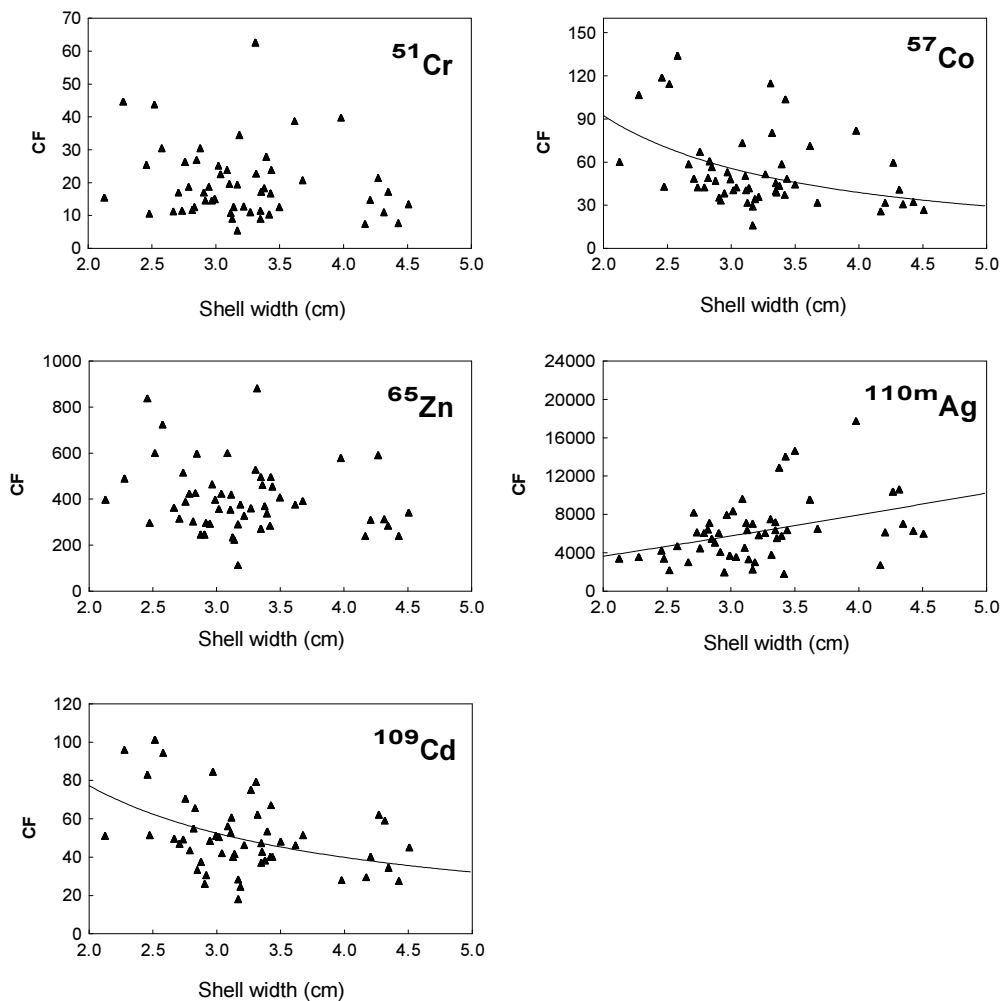 70
60
50
40
30
20
10
0
CF
⁵¹Cr
2.0 2.5 3.0 3.5 4.0 4.5 5.0
Shell width (cm)
150
120
90
60
30
0
CF
⁵⁷Co
2.0 2.5 3.0 3.5 4.0 4.5 5.0
Shell width (cm)
1000
800
600
400
200
0
CF
⁶⁵Zn
2.0 2.5 3.0 3.5 4.0 4.5 5.0
Shell width (cm)
24000
20000
16000
12000
8000
4000
0
CF
¹¹⁰ᵐAg
2.0 2.5 3.0 3.5 4.0 4.5 5.0
Shell width (cm)
120
100
80
60
40
20
0
CF
¹⁰⁹Cd
2.0 2.5 3.0 3.5 4.0 4.5 5.0
Shell width (cm)